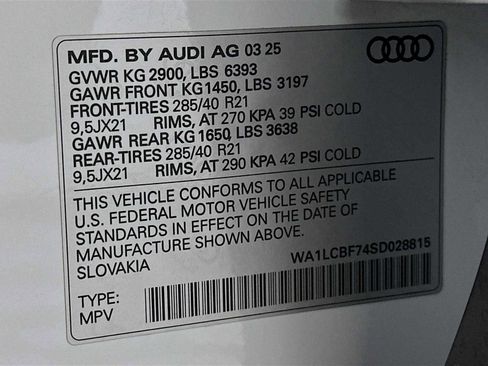 MFD. BY AUDI AG 03 25
GVWR KG 2900, LBS 6393
GAWR FRONT KG1450, LBS 3197
FRONT-TIRES 285/40 R21
9,5JX21 RIMS, AT 270 KPA 39 PSI COLD
GAWR REAR KG 1650, LBS 3638
REAR-TIRES 285/40 R21
9,5JX21 RIMS, AT 290 KPA 42 PSI COLD
THIS VEHICLE CONFORMS TO ALL APPLICABLE
U.S. FEDERAL MOTOR VEHICLE SAFETY
STANDARDS IN EFFECT ON THE DATE OF
MANUFACTURE SHOWN ABOVE.
SLOVAKIA
WA1LCBF74SD028815
TYPE:
MPV